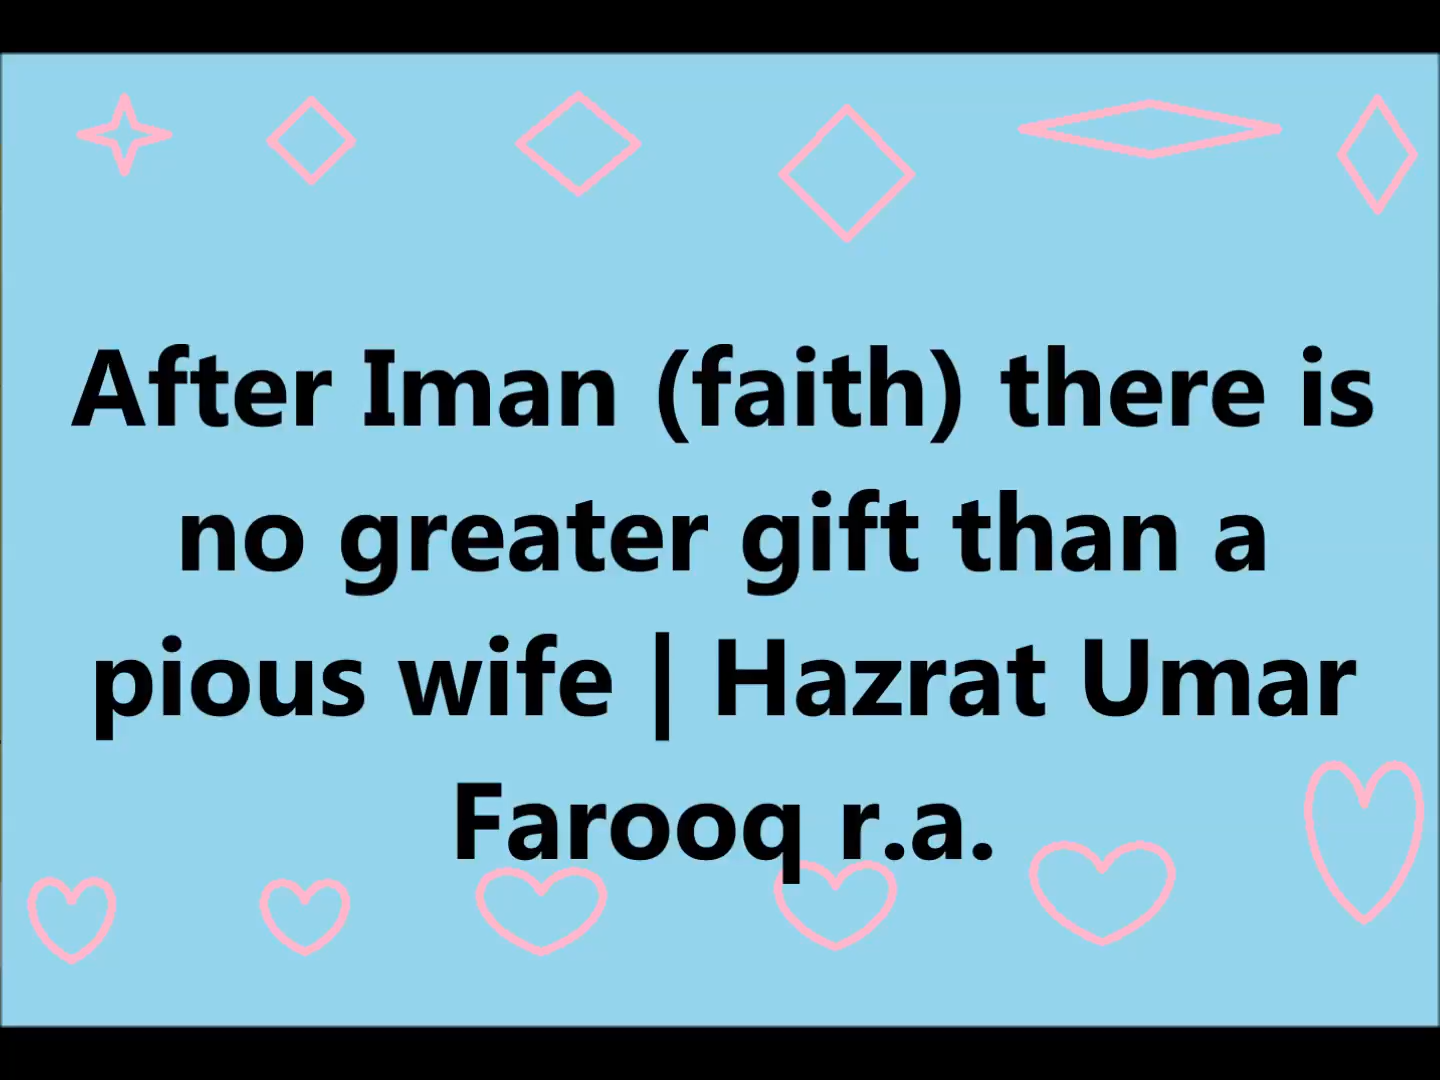 After Iman (faith) there is
no greater gift than a
pious wife | Hazrat Umar
Farooq r.a.